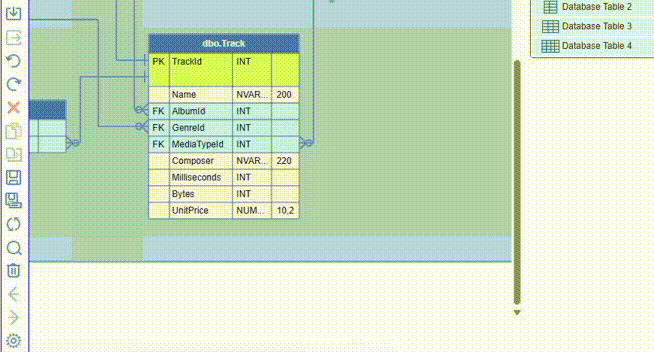 Database Table 2
Database Table 3
Database Table 4
dbo.Track
PK TrackId INT
Name NVAR... 200
FK AlbumId INT
FK GenreId INT
FK MediaTypeId INT
Composer NVAR... 220
Milliseconds INT
Bytes INT
UnitPrice NUM... 10,2